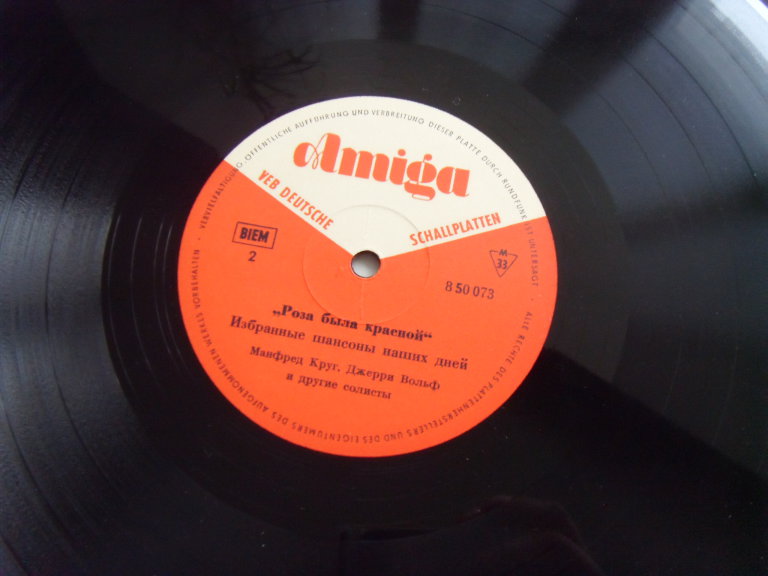 Amiga
VEB DEUTSCHE SCHALLPLATTEN
BIEM
2
M
33
8 50 073
„Роза была красной“
Избранные шансоны наших дней
Манфред Круг, Джерри Вольф
и другие солисты
VERVIELFÄLTIGUNG, ÖFFENTLICHE AUFFÜHRUNG UND VERBREITUNG DIESER PLATTE DURCH RUNDFUNK IST UNTERSAGT · ALLE RECHTE DES PLATTENHERSTELLERS UND DES EIGENTÜMERS DES AUFGENOMMENEN WERKES VORBEHALTEN ·